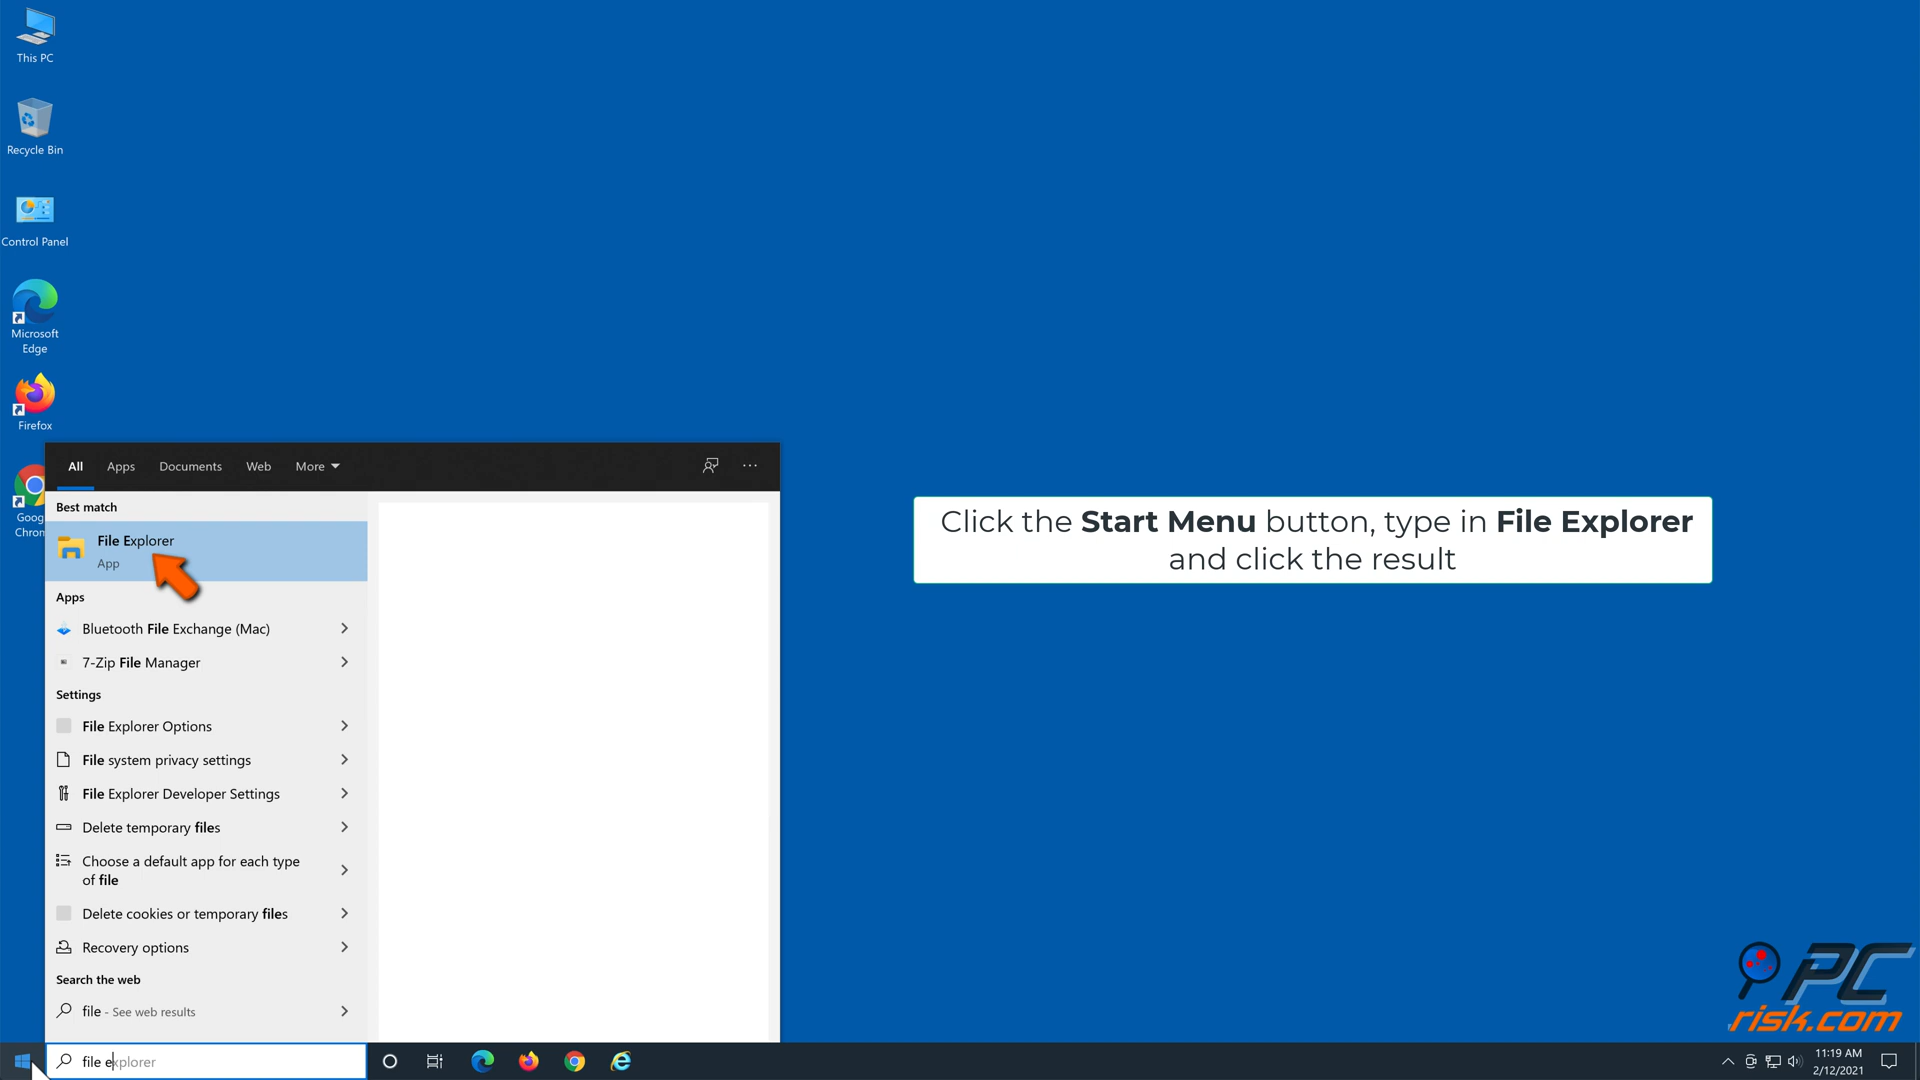 This PC
Recycle Bin
Control Panel
Microsoft
Edge
Firefox
Goog
Chrom
All Apps Documents Web More
Best match
File Explorer
App
Apps
Bluetooth File Exchange (Mac)
7-Zip File Manager
Settings
File Explorer Options
File system privacy settings
File Explorer Developer Settings
Delete temporary files
Choose a default app for each type
of file
Delete cookies or temporary files
Recovery options
Search the web
file - See web results
file explorer
Click the Start Menu button, type in File Explorer
and click the result
PC
risk.com
11:19 AM
2/12/2021